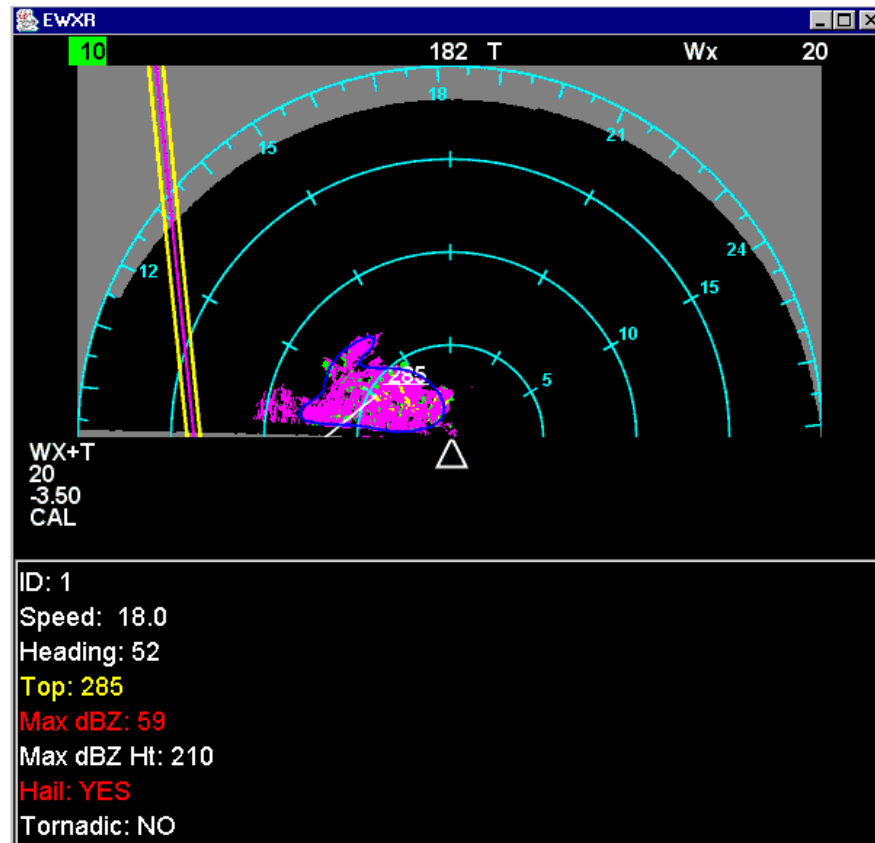 EWXR
10 182 T Wx 20
18
15 21
12 24
15
10
5
285
WX+T
20
-3.50
CAL
ID: 1
Speed: 18.0
Heading: 52
Top: 285
Max dBZ: 59
Max dBZ Ht: 210
Hail: YES
Tornadic: NO